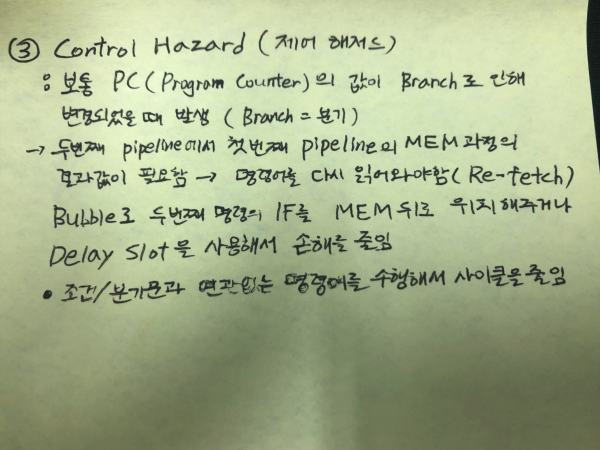 ③ Control Hazard (제어 해저드)
: 보통 PC(Program Counter)의 값이 Branch로 인해
변경되었을 때 발생 (Branch = 분기)
→ 두번째 pipeline에서 첫번째 pipeline의 MEM 과정의
결과값이 필요함 → 명령어를 다시 읽어와야함(Re-fetch)
Bubble로 두번째 명령의 IF를 MEM 뒤로 위치해주거나
Delay Slot을 사용해서 손해를 줄임
• 조건/분기문과 연관없는 명령어를 수행해서 사이클을 줄임